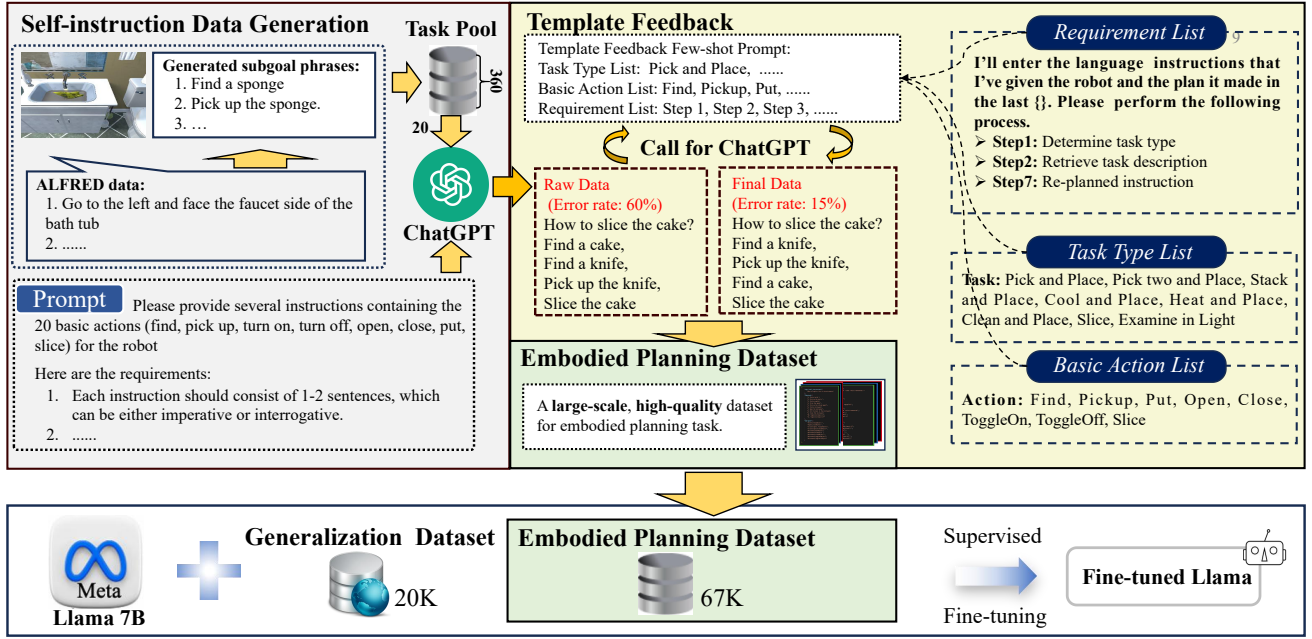 Self-instruction Data Generation
Generated subgoal phrases:
1. Find a sponge
2. Pick up the sponge.
3. …
ALFRED data:
1. Go to the left and face the faucet side of the
bath tub
2. ......
Task Pool
360
20
ChatGPT
Prompt Please provide several instructions containing the
20 basic actions (find, pick up, turn on, turn off, open, close, put,
slice) for the robot
Here are the requirements:
1. Each instruction should consist of 1-2 sentences, which
can be either imperative or interrogative.
2. ......
Template Feedback
Template Feedback Few-shot Prompt:
Task Type List: Pick and Place, ......
Basic Action List: Find, Pickup, Put, ......
Requirement List: Step 1, Step 2, Step 3, ......
Call for ChatGPT
Raw Data
(Error rate: 60%)
How to slice the cake?
Find a cake,
Find a knife,
Pick up the knife,
Slice the cake
Final Data
(Error rate: 15%)
How to slice the cake?
Find a knife,
Pick up the knife,
Find a cake,
Slice the cake
Requirement List
9
I'll enter the language instructions that
I've given the robot and the plan it made in
the last {}. Please perform the following
process.
➢ Step1: Determine task type
➢ Step2: Retrieve task description
➢ Step7: Re-planned instruction
Task Type List
Task: Pick and Place, Pick two and Place, Stack
and Place, Cool and Place, Heat and Place,
Clean and Place, Slice, Examine in Light
Basic Action List
Action: Find, Pickup, Put, Open, Close,
ToggleOn, ToggleOff, Slice
Embodied Planning Dataset
A large-scale, high-quality dataset
for embodied planning task.
Meta
Llama 7B
Generalization Dataset
20K
Embodied Planning Dataset
67K
Supervised
Fine-tuning
Fine-tuned Llama